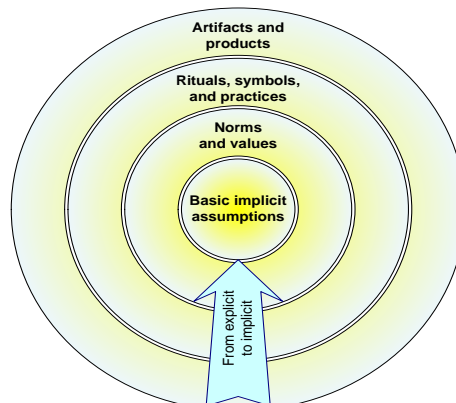 Artifacts and
products
Rituals, symbols,
and practices
Norms
and values
Basic implicit
assumptions
From explicit
to implicit